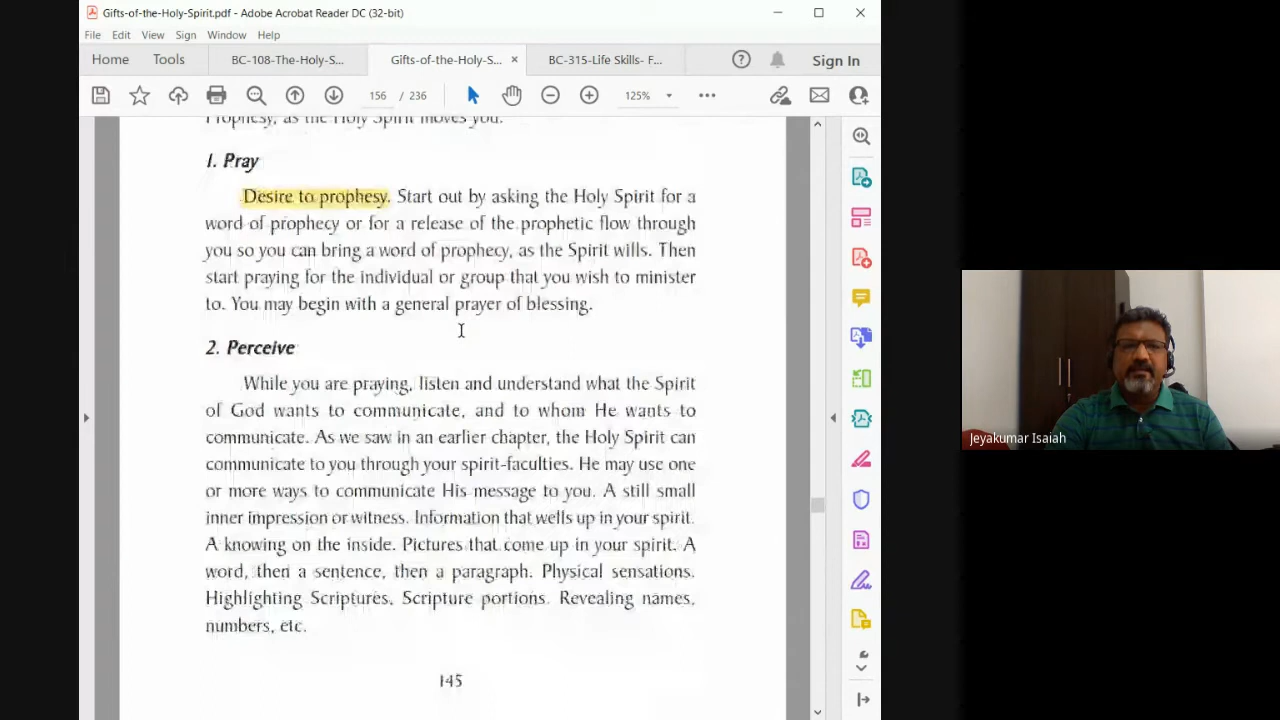 Gifts-of-the-Holy-Spirit.pdf - Adobe Acrobat Reader DC (32-bit)
File Edit View Sign Window Help
Home Tools BC-108-The-Holy-S... Gifts-of-the-Holy-S... × BC-315-Life Skills- F... Sign In
156 / 236 125%
Prophesy, as the Holy Spirit moves you.
1. Pray
Desire to prophesy. Start out by asking the Holy Spirit for a
word of prophecy or for a release of the prophetic flow through
you so you can bring a word of prophecy, as the Spirit wills. Then
start praying for the individual or group that you wish to minister
to. You may begin with a general prayer of blessing.
2. Perceive
While you are praying, listen and understand what the Spirit
of God wants to communicate, and to whom He wants to
communicate. As we saw in an earlier chapter, the Holy Spirit can
communicate to you through your spirit-faculties. He may use one
or more ways to communicate His message to you. A still small
inner impression or witness. Information that wells up in your spirit.
A knowing on the inside. Pictures that come up in your spirit. A
word, then a sentence, then a paragraph. Physical sensations.
Highlighting Scriptures, Scripture portions. Revealing names,
numbers, etc.
145
Jeyakumar Isaiah